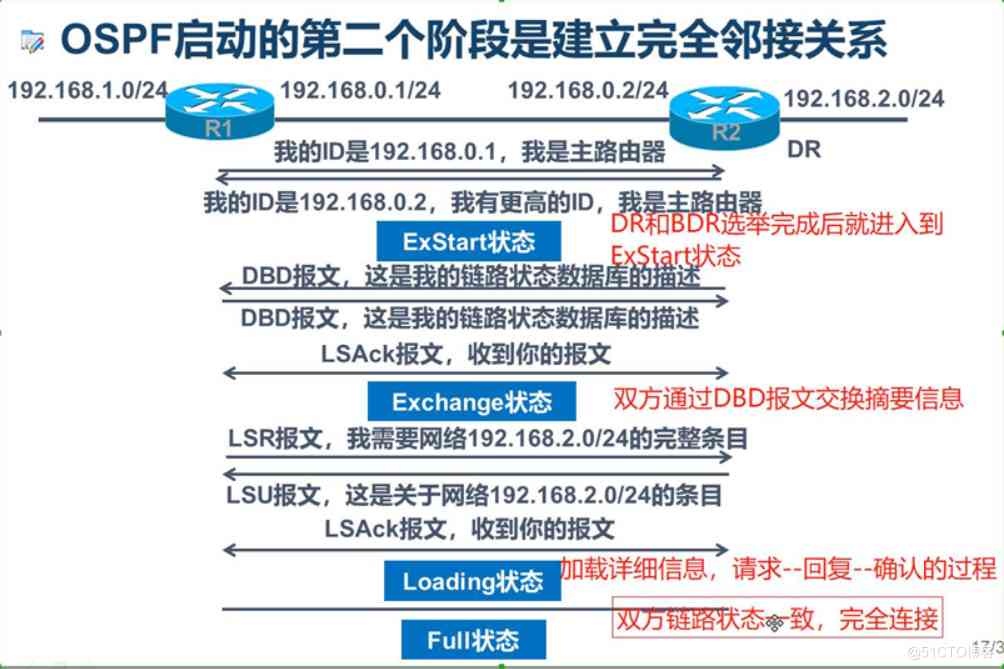 OSPF启动的第二个阶段是建立完全邻接关系
192.168.1.0/24 192.168.0.1/24 192.168.0.2/24 192.168.2.0/24
R1 R2
DR
我的ID是192.168.0.1，我是主路由器
我的ID是192.168.0.2，我有更高的ID，我是主路由器
DR和BDR选举完成后就进入到
ExStart状态
ExStart状态
DBD报文，这是我的链路状态数据库的描述
DBD报文，这是我的链路状态数据库的描述
LSAck报文，收到你的报文
Exchange状态
双方通过DBD报文交换摘要信息
LSR报文，我需要网络192.168.2.0/24的完整条目
LSU报文，这是关于网络192.168.2.0/24的条目
LSAck报文，收到你的报文
加载详细信息，请求--回复--确认的过程
Loading状态
双方链路状态一致，完全连接
Full状态
17/3
@51CTO博客